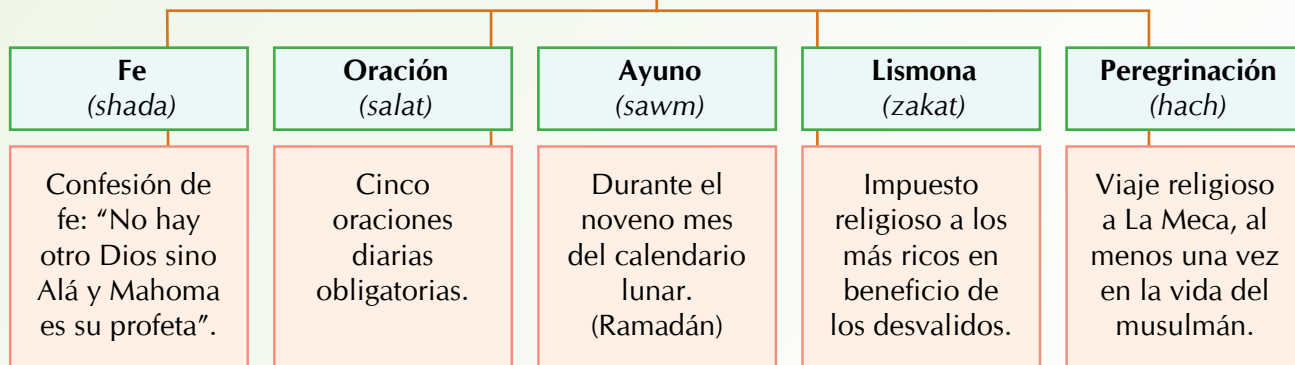 Fe
(shada)
Oración
(salat)
Ayuno
(sawm)
Lismona
(zakat)
Peregrinación
(hach)
Confesión de
fe: “No hay
otro Dios sino
Alá y Mahoma
es su profeta”.
Cinco
oraciones
diarias
obligatorias.
Durante el
noveno mes
del calendario
lunar.
(Ramadán)
Impuesto
religioso a los
más ricos en
beneficio de
los desvalidos.
Viaje religioso
a La Meca, al
menos una vez
en la vida del
musulmán.